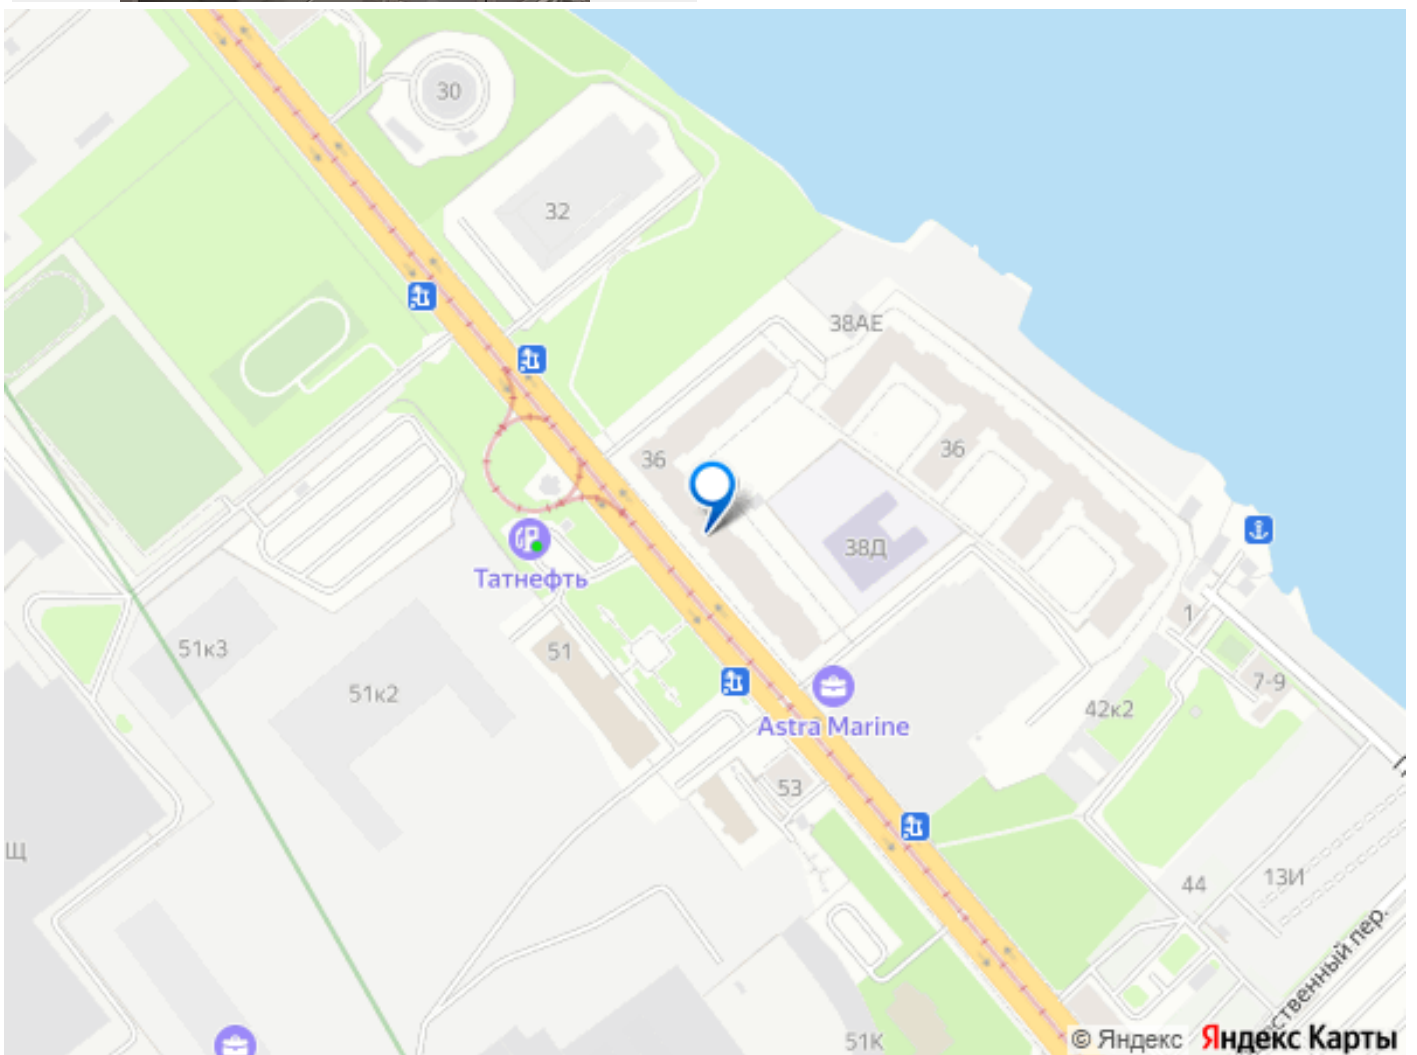 30
32
38АЕ
36
36
38Д
Татнефть
51к3
51
51к2
1
7-9
42к2
Astra Marine
53
Щ
44
13И
ственный пер.
51К
© Яндекс Яндекс Карты